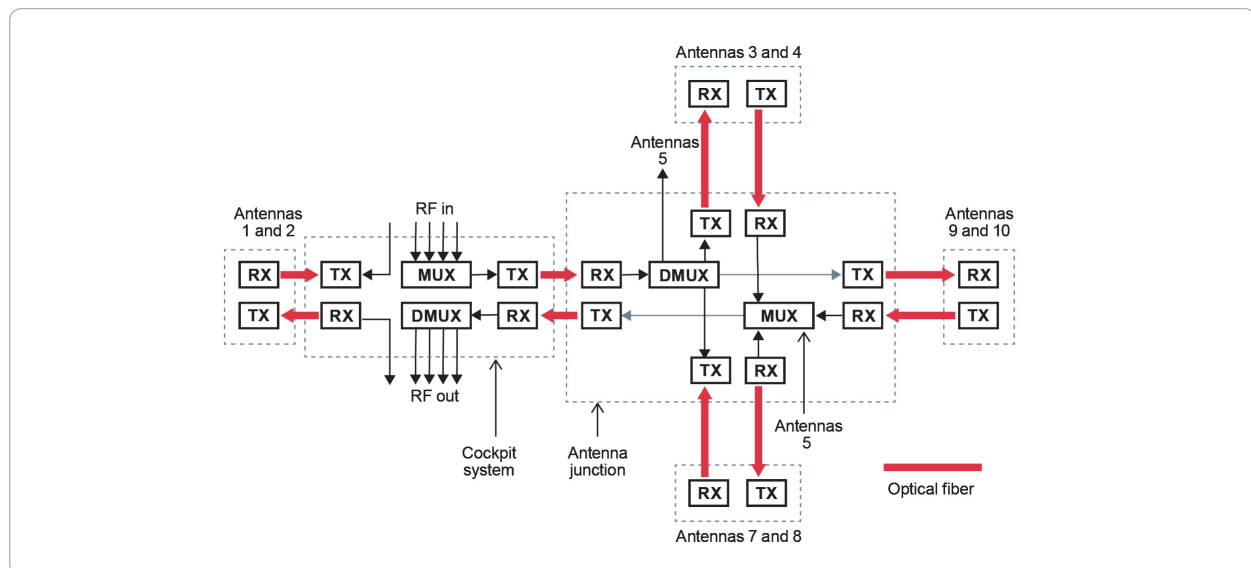 Antennas 3 and 4
RX
TX
Antennas
5
Antennas
1 and 2
RF in
TX
RX
Antennas
9 and 10
RX
TX
MUX
TX
RX
DMUX
TX
RX
TX
RX
DMUX
RX
TX
MUX
RX
TX
TX
RX
RF out
Antennas
5
Cockpit
system
Antenna
junction
RX
TX
Optical fiber
Antennas 7 and 8